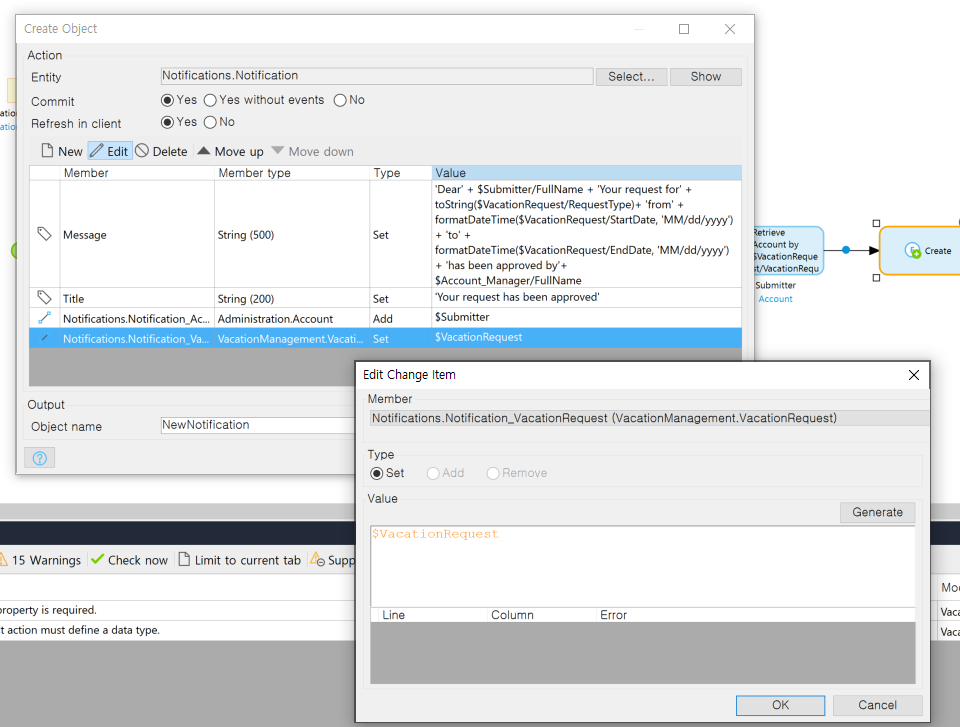 Create Object
Action
Entity
Notifications.Notification
Select...
Show
Commit
Yes
Yes without events
No
Refresh in client
Yes
No
New
Edit
Delete
Move up
Move down
Member
Member type
Type
Value
Message
String (500)
Set
'Dear' + $Submitter/FullName + 'Your request for' +
toString($VacationRequest/RequestType)+ 'from' +
formatDateTime($VacationRequest/StartDate, 'MM/dd/yyyy')
+ 'to' +
formatDateTime($VacationRequest/EndDate, 'MM/dd/yyyy')
+ 'has been approved by'+
$Account_Manager/FullName
Title
String (200)
Set
'Your request has been approved'
Notifications.Notification_Ac...
Administration.Account
Add
$Submitter
Notifications.Notification_Va...
VacationManagement.Vacati...
Set
$VacationRequest
Output
Object name
NewNotification
Retrieve
Account by
$VacationReque
st/VacationRequ
Submitter
Account
Create
Edit Change Item
Member
Notifications.Notification_VacationRequest (VacationManagement.VacationRequest)
Type
Set
Add
Remove
Value
Generate
$VacationRequest
Line
Column
Error
OK
Cancel
15 Warnings
Check now
Limit to current tab
Supp
property is required.
t action must define a data type.
Mo
Vaca
Vaca